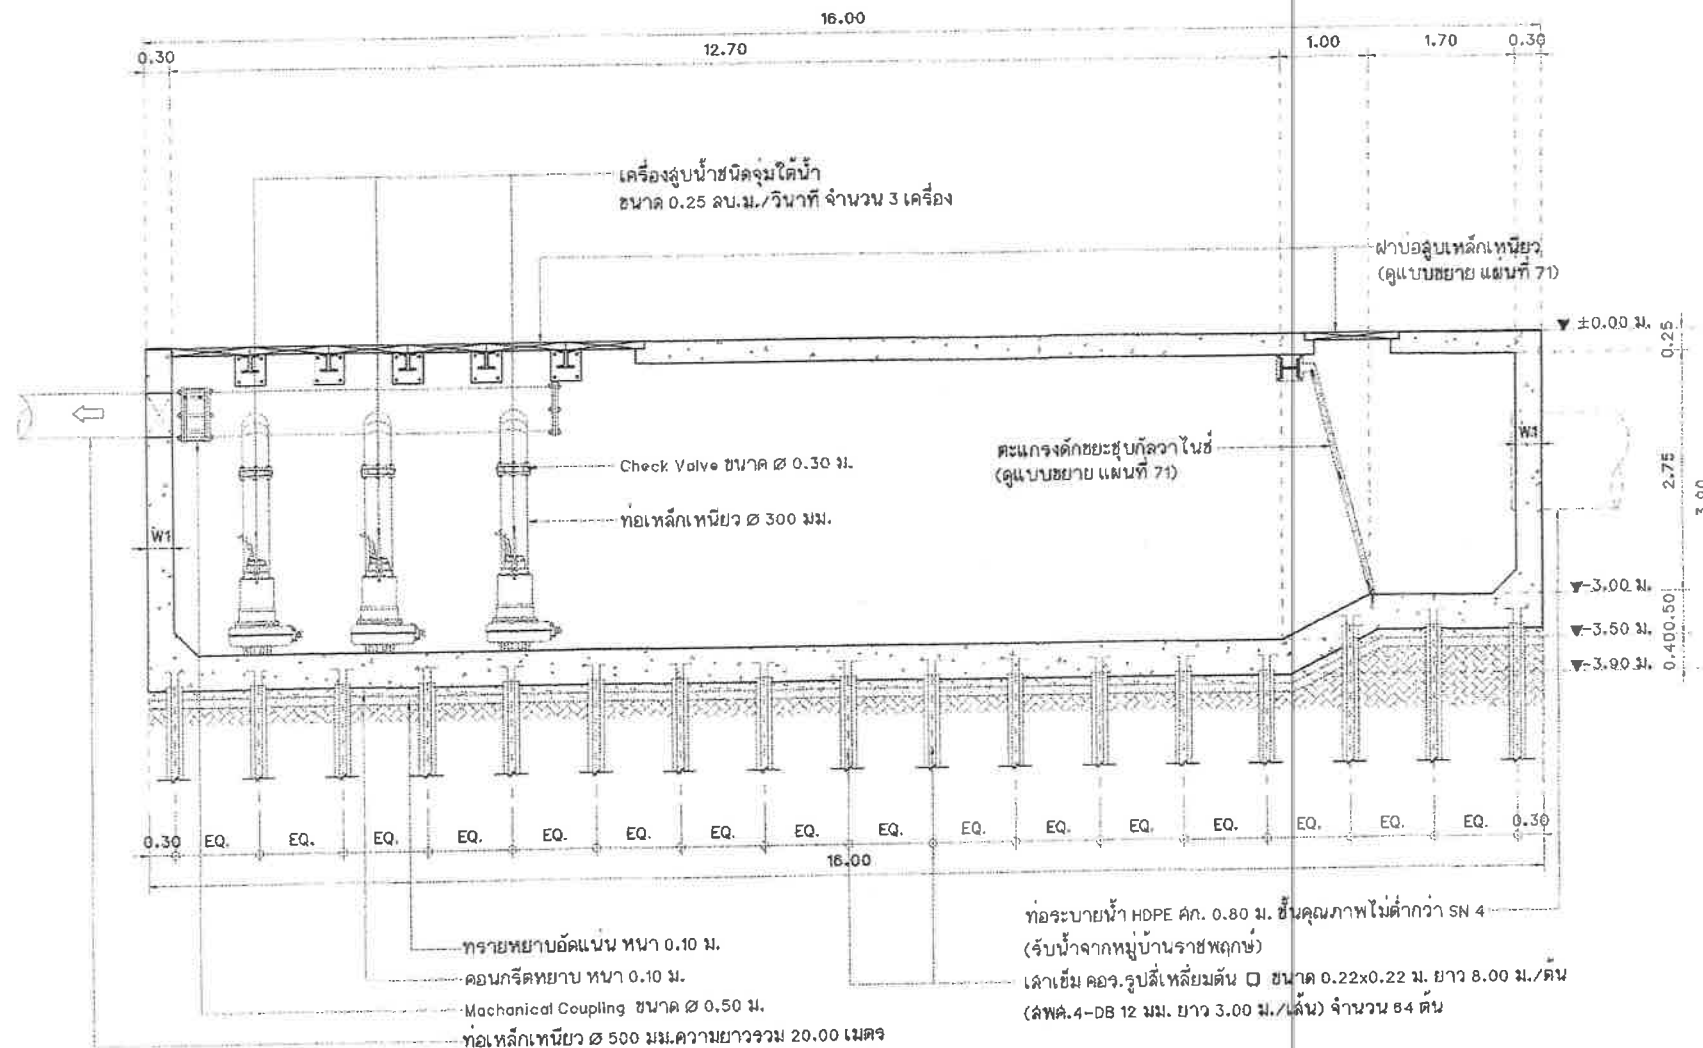 16.00
0.30 12.70 1.00 1.70 0.30
เครื่องสูบน้ำชนิดจุ่มใต้น้ำ
ขนาด 0.25 ลบ.ม./วินาที จำนวน 3 เครื่อง
ฝาบ่อสูบเหล็กเหนียว
(ดูแบบขยาย แผ่นที่ 71)
±0.00 ม.
0.25
ตะแกรงดักขยะชุบกัลวาไนซ์
(ดูแบบขยาย แผ่นที่ 71)
W1
Check Valve ขนาด Ø 0.30 ม.
2.75
3.90
ท่อเหล็กเหนียว Ø 300 มม.
W1
-3.00 ม.
0.50
-3.50 ม.
0.40
-3.90 ม.
0.30 EQ. EQ. EQ. EQ. EQ. EQ. EQ. EQ. EQ. EQ. EQ. EQ. EQ. EQ. EQ. EQ. 0.30
16.00
ท่อระบายน้ำ HDPE ศก. 0.80 ม. ชั้นคุณภาพไม่ต่ำกว่า SN 4
(รับน้ำจากหมู่บ้านราชพฤกษ์)
เสาเข็ม คอร.รูปสี่เหลี่ยมตัน ขนาด 0.22x0.22 ม. ยาว 8.00 ม./ต้น
(สพค.4-DB 12 มม. ยาว 3.00 ม./เส้น) จำนวน 64 ต้น
ทรายหยาบอัดแน่น หนา 0.10 ม.
คอนกรีตหยาบ หนา 0.10 ม.
Machanical Coupling ขนาด Ø 0.50 ม.
ท่อเหล็กเหนียว Ø 500 มม.ความยาวรวม 20.00 เมตร